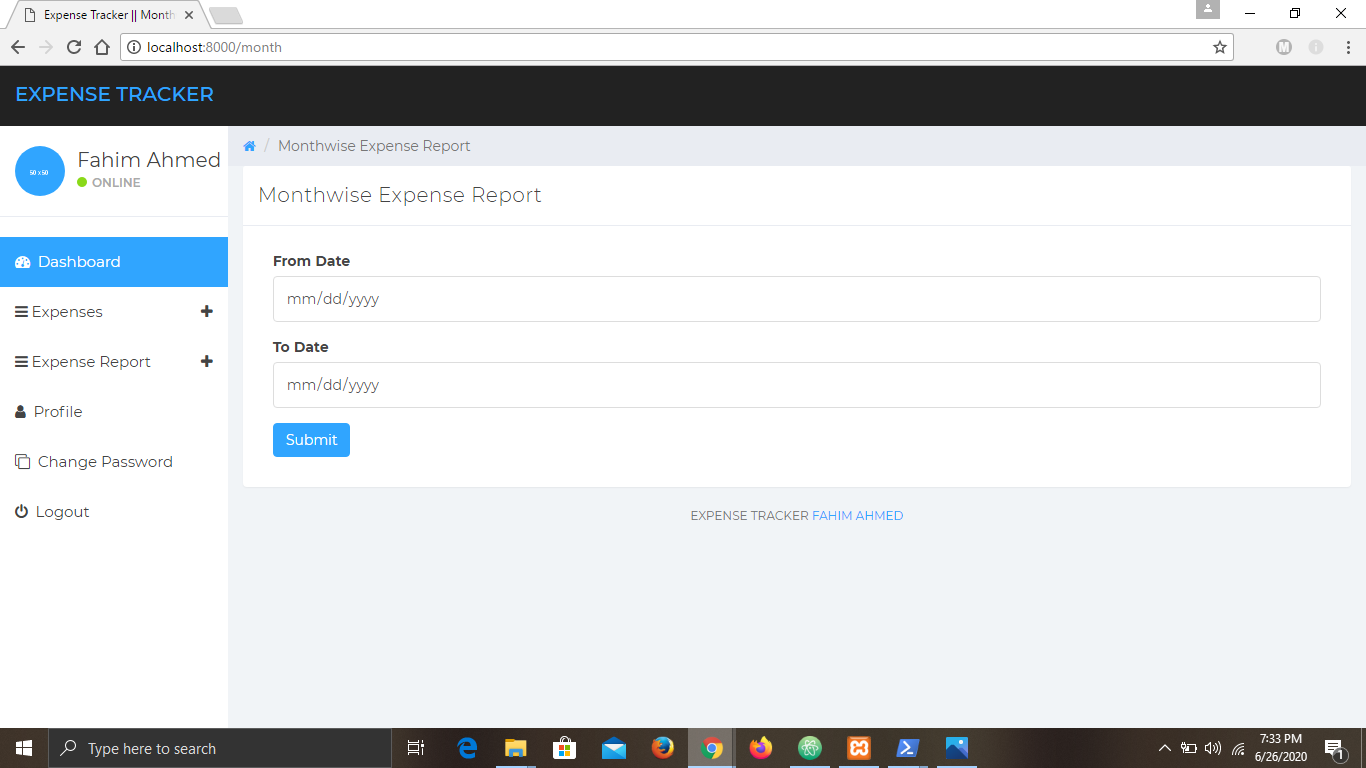 Expense Tracker || Month
localhost:8000/month
M
EXPENSE TRACKER
50 x 50
Fahim Ahmed
ONLINE
/ Monthwise Expense Report
Monthwise Expense Report
Dashboard
Expenses
Expense Report
Profile
Change Password
Logout
From Date
mm/dd/yyyy
To Date
mm/dd/yyyy
Submit
EXPENSE TRACKER FAHIM AHMED
Type here to search
7:33 PM
6/26/2020
1